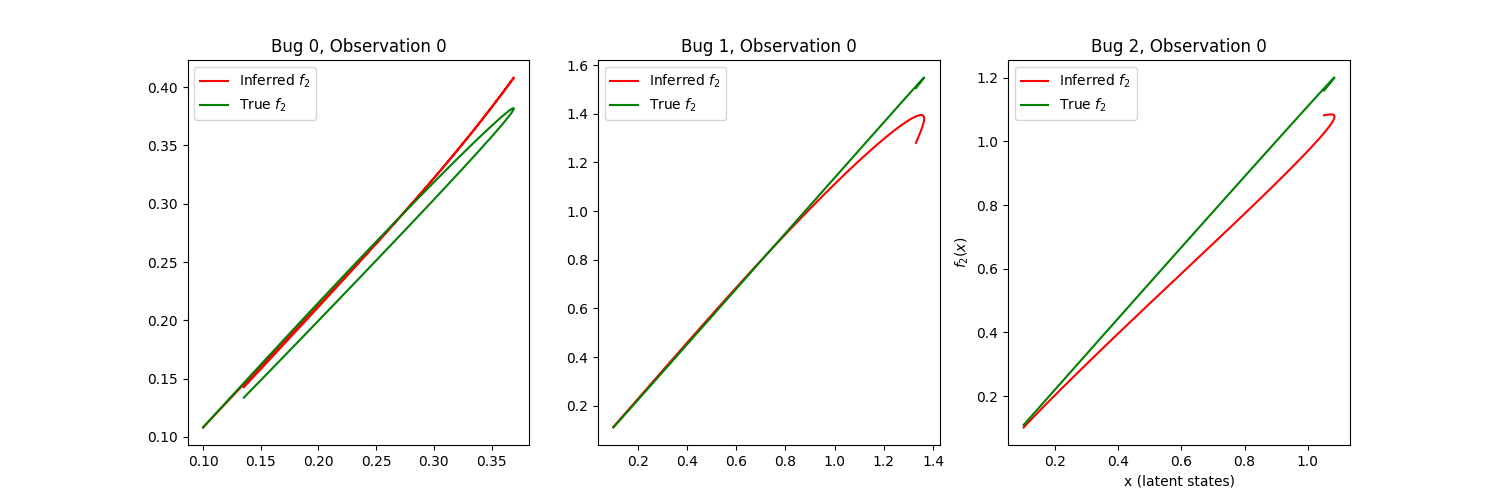 Bug 0, Observation 0
Inferred f₂
True f₂
0.40
0.35
0.30
0.25
0.20
0.15
0.10
0.10 0.15 0.20 0.25 0.30 0.35
Bug 1, Observation 0
Inferred f₂
True f₂
1.6
1.4
1.2
1.0
0.8
0.6
0.4
0.2
0.2 0.4 0.6 0.8 1.0 1.2 1.4
Bug 2, Observation 0
Inferred f₂
True f₂
f₂(x)
1.2
1.0
0.8
0.6
0.4
0.2
0.2 0.4 0.6 0.8 1.0
x (latent states)